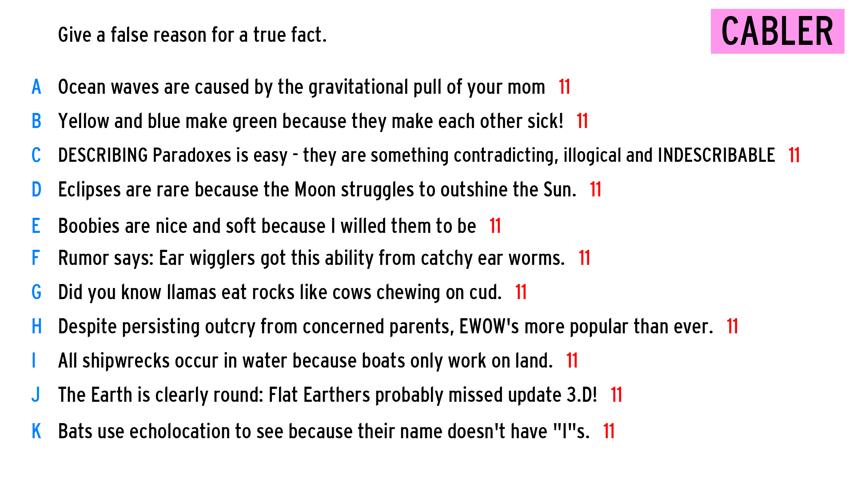 Give a false reason for a true fact.
CABLER
A Ocean waves are caused by the gravitational pull of your mom 11
B Yellow and blue make green because they make each other sick! 11
C DESCRIBING Paradoxes is easy - they are something contradicting, illogical and INDESCRIBABLE 11
D Eclipses are rare because the Moon struggles to outshine the Sun. 11
E Boobies are nice and soft because I willed them to be 11
F Rumor says: Ear wigglers got this ability from catchy ear worms. 11
G Did you know llamas eat rocks like cows chewing on cud. 11
H Despite persisting outcry from concerned parents, EWOW's more popular than ever. 11
I All shipwrecks occur in water because boats only work on land. 11
J The Earth is clearly round: Flat Earthers probably missed update 3.D! 11
K Bats use echolocation to see because their name doesn't have "I"s. 11